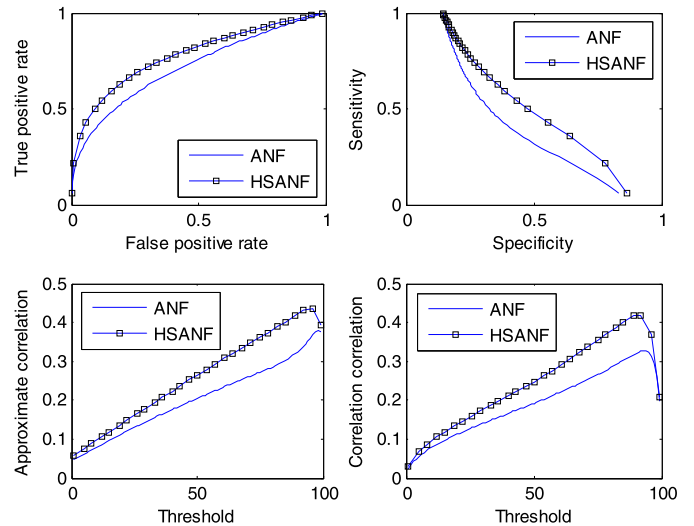 True positive rate
1
0.5
0
0
0.5
1
False positive rate
ANF
HSANF
Sensitivity
1
0.5
0
0
0.5
1
Specificity
ANF
HSANF
Approximate correlation
0.5
0.4
0.3
0.2
0.1
0
0
50
100
Threshold
ANF
HSANF
Correlation correlation
0.5
0.4
0.3
0.2
0.1
0
0
50
100
Threshold
ANF
HSANF